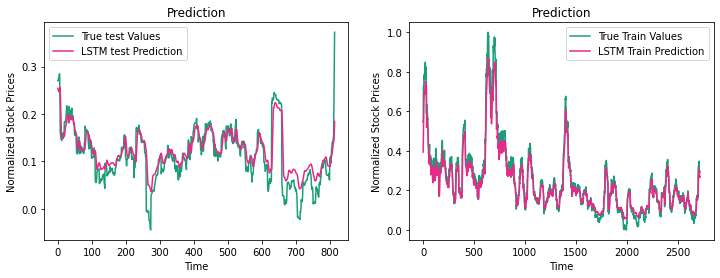 Prediction
True test Values
LSTM test Prediction
Normalized Stock Prices
0.3
0.2
0.1
0.0
0 100 200 300 400 500 600 700 800
Time
Prediction
True Train Values
LSTM Train Prediction
Normalized Stock Prices
1.0
0.8
0.6
0.4
0.2
0.0
0 500 1000 1500 2000 2500
Time